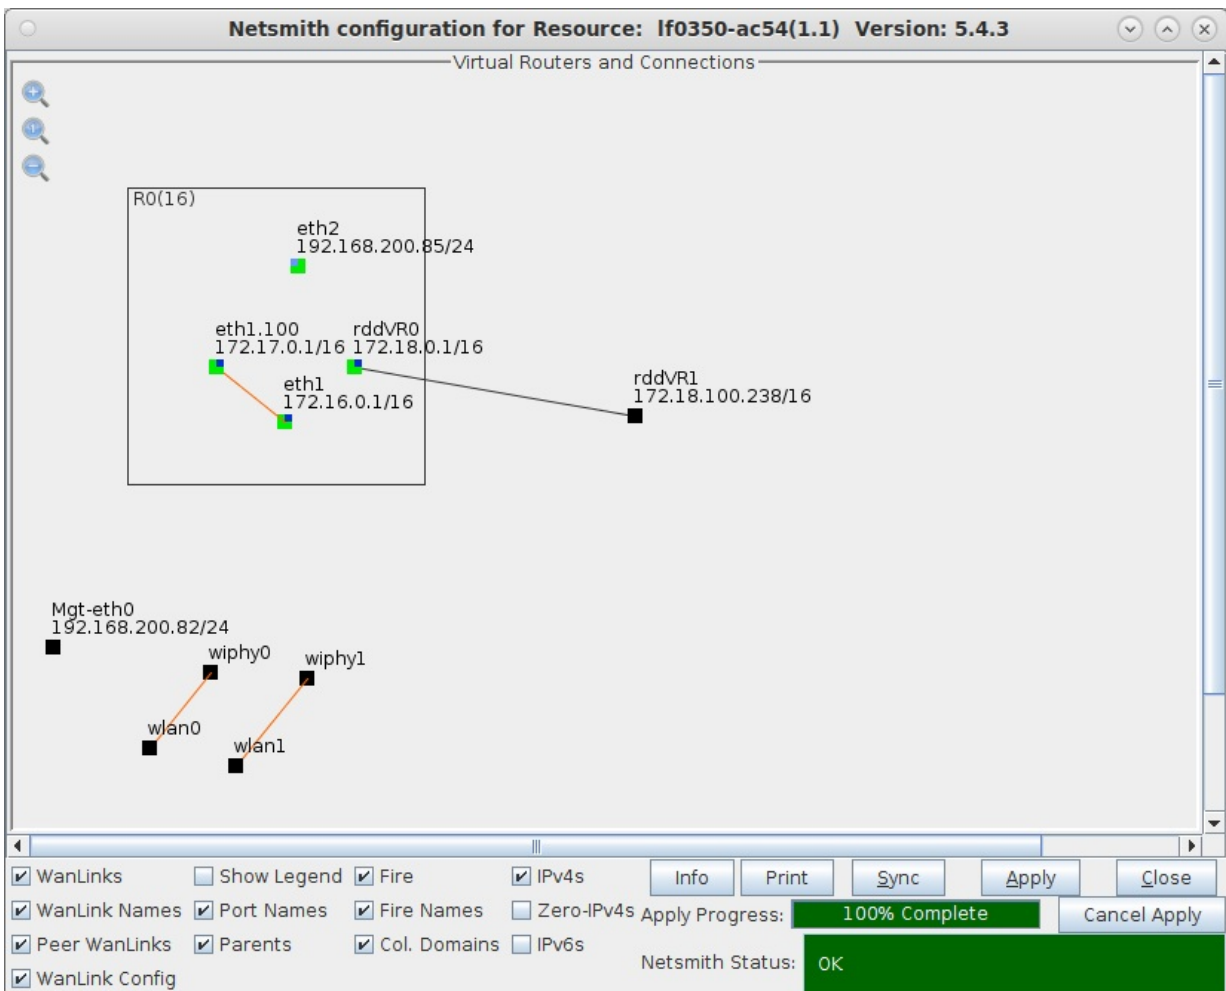 Netsmith configuration for Resource:  lf0350-ac54(1.1)  Version: 5.4.3
Virtual Routers and Connections
R0(16)
eth2
192.168.200.85/24
eth1.100
172.17.0.1/16
rddVR0
172.18.0.1/16
eth1
172.16.0.1/16
rddVR1
172.18.100.238/16
Mgt-eth0
192.168.200.82/24
wiphy0
wiphy1
wlan0
wlan1
WanLinks Show Legend Fire IPv4s Info Print Sync Apply Close
WanLink Names Port Names Fire Names Zero-IPv4s Apply Progress: 100% Complete Cancel Apply
Peer WanLinks Parents Col. Domains IPv6s Netsmith Status: OK
WanLink Config